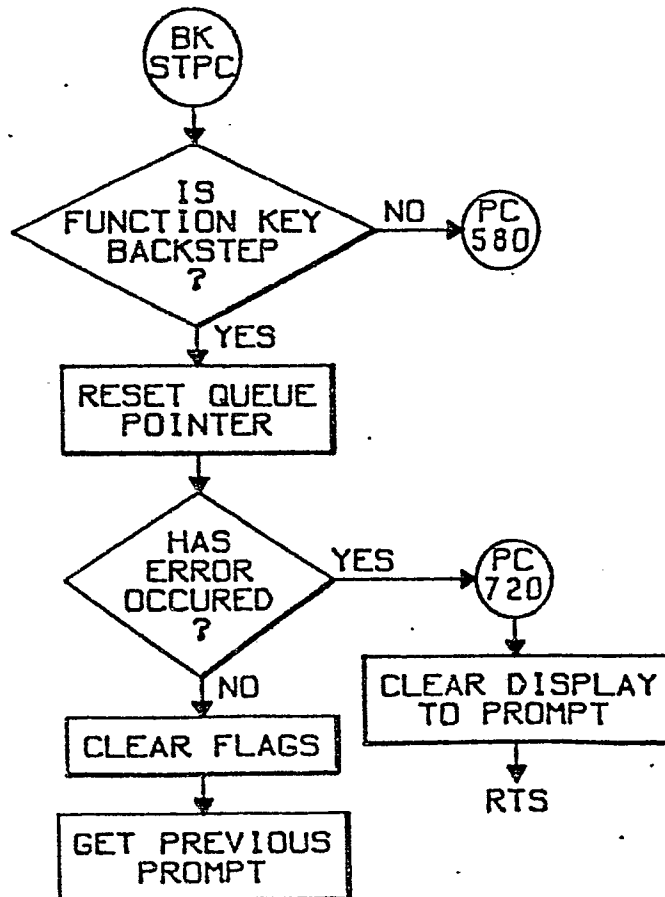 BK
STPC
IS
FUNCTION KEY
BACKSTEP
?
NO
PC
580
YES
RESET QUEUE
POINTER
HAS
ERROR
OCCURED
?
YES
PC
720
NO
CLEAR DISPLAY
TO PROMPT
CLEAR FLAGS
RTS
GET PREVIOUS
PROMPT